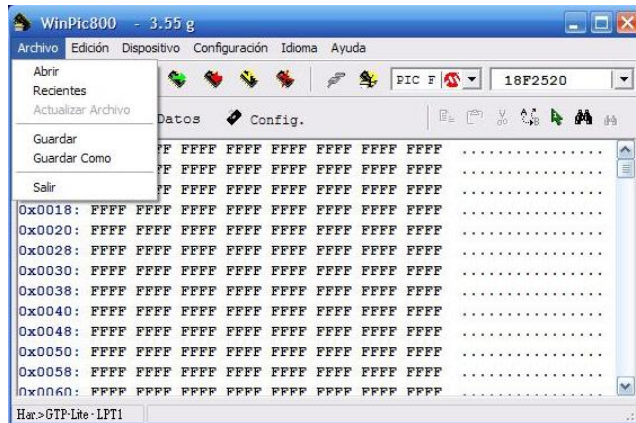 WinPic800 - 3.55 g
Archivo Edición Dispositivo Configuración Idioma Ayuda
Abrir
Recientes
Actualizar Archivo
Guardar
Guardar Como
Salir
PIC F 18F2520
Datos Config.
FFFF FFFF FFFF FFFF FFFF FFFF ................
FFFF FFFF FFFF FFFF FFFF FFFF ................
FFFF FFFF FFFF FFFF FFFF FFFF ................
0x0018: FFFF FFFF FFFF FFFF FFFF FFFF FFFF FFFF ................
0x0020: FFFF FFFF FFFF FFFF FFFF FFFF FFFF FFFF ................
0x0028: FFFF FFFF FFFF FFFF FFFF FFFF FFFF FFFF ................
0x0030: FFFF FFFF FFFF FFFF FFFF FFFF FFFF FFFF ................
0x0038: FFFF FFFF FFFF FFFF FFFF FFFF FFFF FFFF ................
0x0040: FFFF FFFF FFFF FFFF FFFF FFFF FFFF FFFF ................
0x0048: FFFF FFFF FFFF FFFF FFFF FFFF FFFF FFFF ................
0x0050: FFFF FFFF FFFF FFFF FFFF FFFF FFFF FFFF ................
0x0058: FFFF FFFF FFFF FFFF FFFF FFFF FFFF FFFF ................
0x0060: FFFF FFFF FFFF FFFF FFFF FFFF FFFF FFFF ................
Har.>GTP-Lite - LPT1